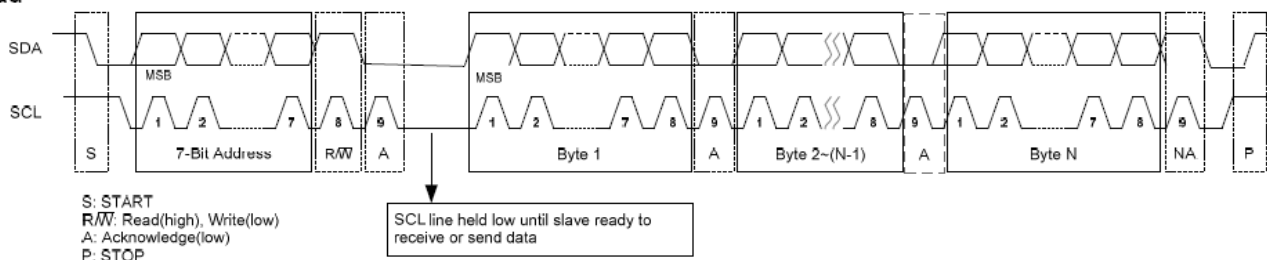 SDA
MSB MSB
SCL
1 2 7 8 9 1 2 7 8 9 1 2 8 9 1 2 7 8 9
S 7-Bit Address R/W A Byte 1 A Byte 2~(N-1) A Byte N NA P
S: START
R/W: Read(high), Write(low)
A: Acknowledge(low)
P: STOP
SCL line held low until slave ready to
receive or send data